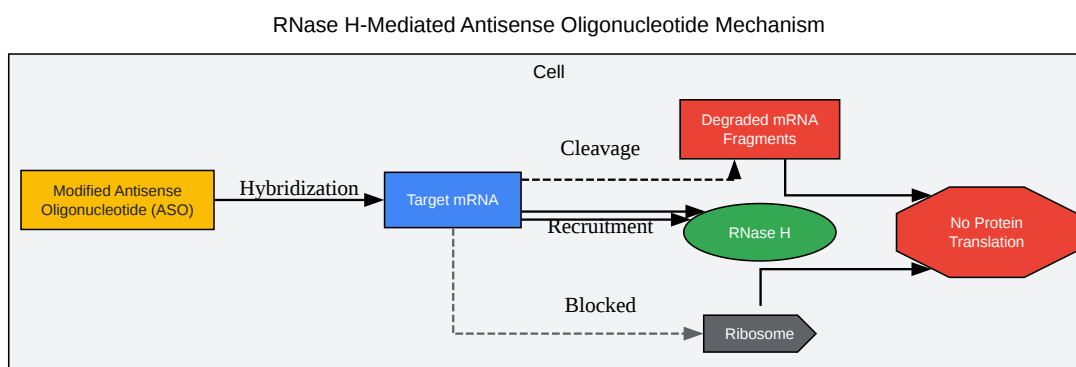 RNase H-Mediated Antisense Oligonucleotide Mechanism
Cell
Degraded mRNA
Fragments
Cleavage
Modified Antisense
Oligonucleotide (ASO)
Hybridization
Target mRNA
Recruitment
RNase H
No Protein
Translation
Blocked
Ribosome